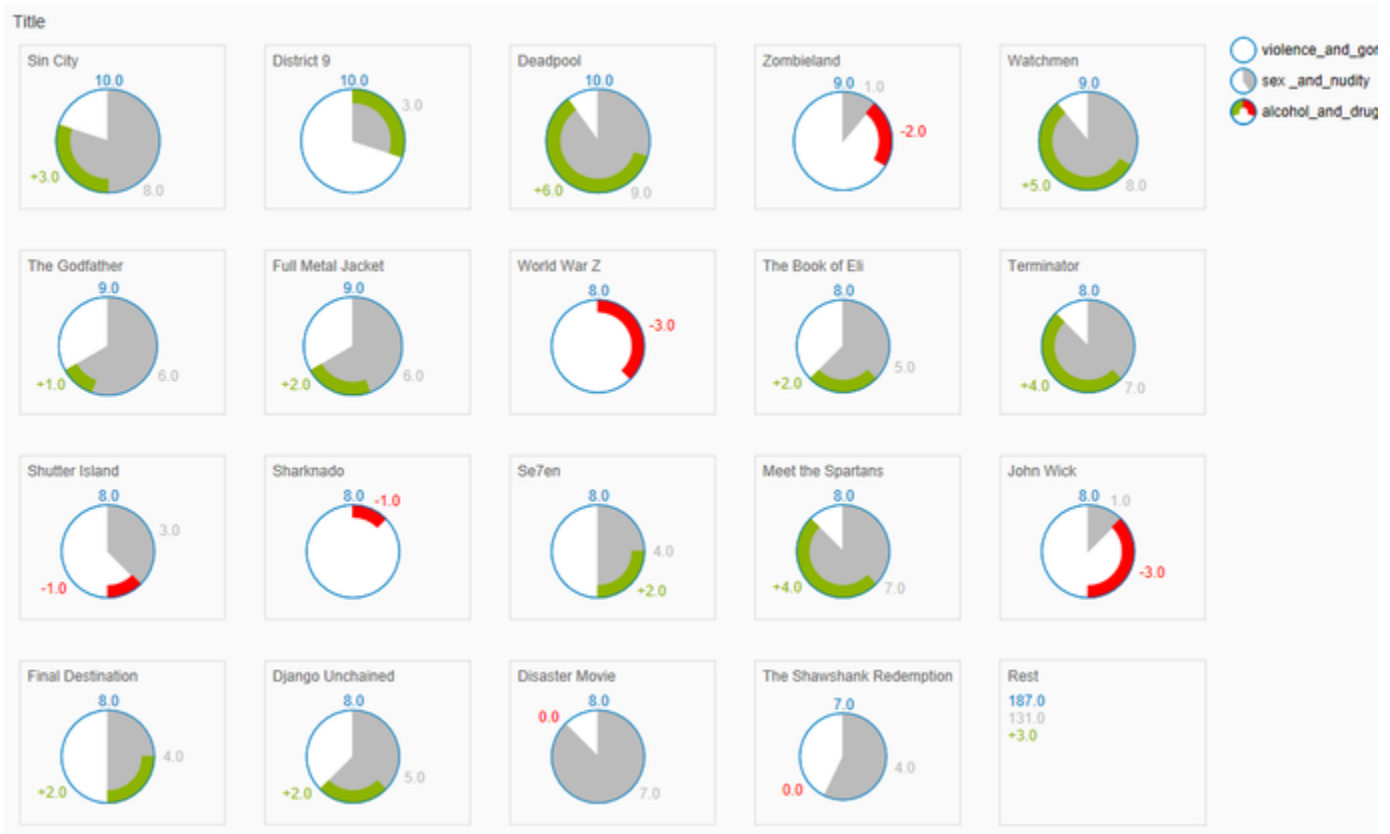 Title
Sin City
10.0
+3.0
8.0
District 9
10.0
3.0
Deadpool
10.0
+6.0
9.0
Zombieland
9.0
1.0
-2.0
Watchmen
9.0
+5.0
8.0
violence_and_gor
sex _and_nudity
alcohol_and_drug
The Godfather
9.0
+1.0
6.0
Full Metal Jacket
9.0
+2.0
6.0
World War Z
8.0
-3.0
The Book of Eli
8.0
+2.0
5.0
Terminator
8.0
+4.0
7.0
Shutter Island
8.0
3.0
-1.0
Sharknado
8.0
-1.0
Se7en
8.0
4.0
+2.0
Meet the Spartans
8.0
+4.0
7.0
John Wick
8.0
1.0
-3.0
Final Destination
8.0
4.0
+2.0
Django Unchained
8.0
5.0
+2.0
Disaster Movie
8.0
0.0
7.0
The Shawshank Redemption
7.0
4.0
0.0
Rest
187.0
131.0
+3.0